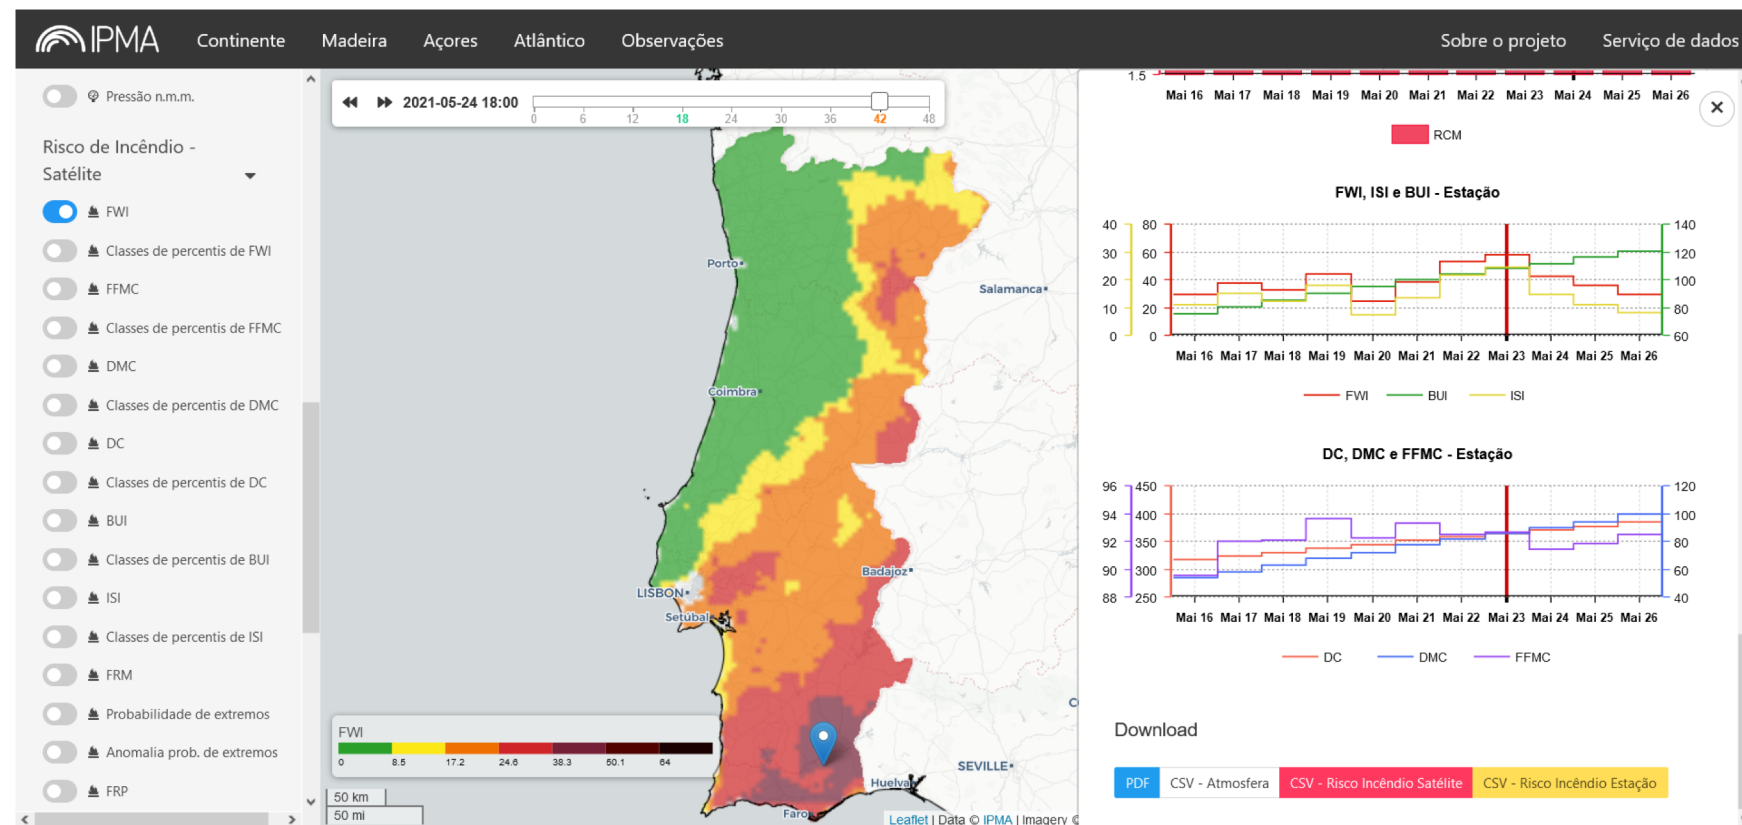 IPMA Continente Madeira Açores Atlântico Observações Sobre o projeto Serviço de dados
Pressão n.m.m.
Risco de Incêndio -
Satélite
FWI
Classes de percentis de FWI
FFMC
Classes de percentis de FFMC
DMC
Classes de percentis de DMC
DC
Classes de percentis de DC
BUI
Classes de percentis de BUI
ISI
Classes de percentis de ISI
FRM
Probabilidade de extremos
Anomalia prob. de extremos
FRP
2021-05-24 18:00
0 6 12 18 24 30 36 42 48
Porto
Salamanca
Coimbra
Badajoz
LISBON
Setúbal
SEVILLE
Huelva
Faro
FWI
0 8.5 17.2 24.6 38.3 50.1 64
50 km
50 mi
Leaflet | Data © IPMA | Imagery ©
1.5
Mai 16 Mai 17 Mai 18 Mai 19 Mai 20 Mai 21 Mai 22 Mai 23 Mai 24 Mai 25 Mai 26
×
RCM
FWI, ISI e BUI - Estação
40 80 140
30 60 120
20 40 100
10 20 80
0 0 60
Mai 16 Mai 17 Mai 18 Mai 19 Mai 20 Mai 21 Mai 22 Mai 23 Mai 24 Mai 25 Mai 26
FWI BUI ISI
DC, DMC e FFMC - Estação
96 450 120
94 400 100
92 350 80
90 300 60
88 250 40
Mai 16 Mai 17 Mai 18 Mai 19 Mai 20 Mai 21 Mai 22 Mai 23 Mai 24 Mai 25 Mai 26
DC DMC FFMC
Download
PDF CSV - Atmosfera CSV - Risco Incêndio Satélite CSV - Risco Incêndio Estação